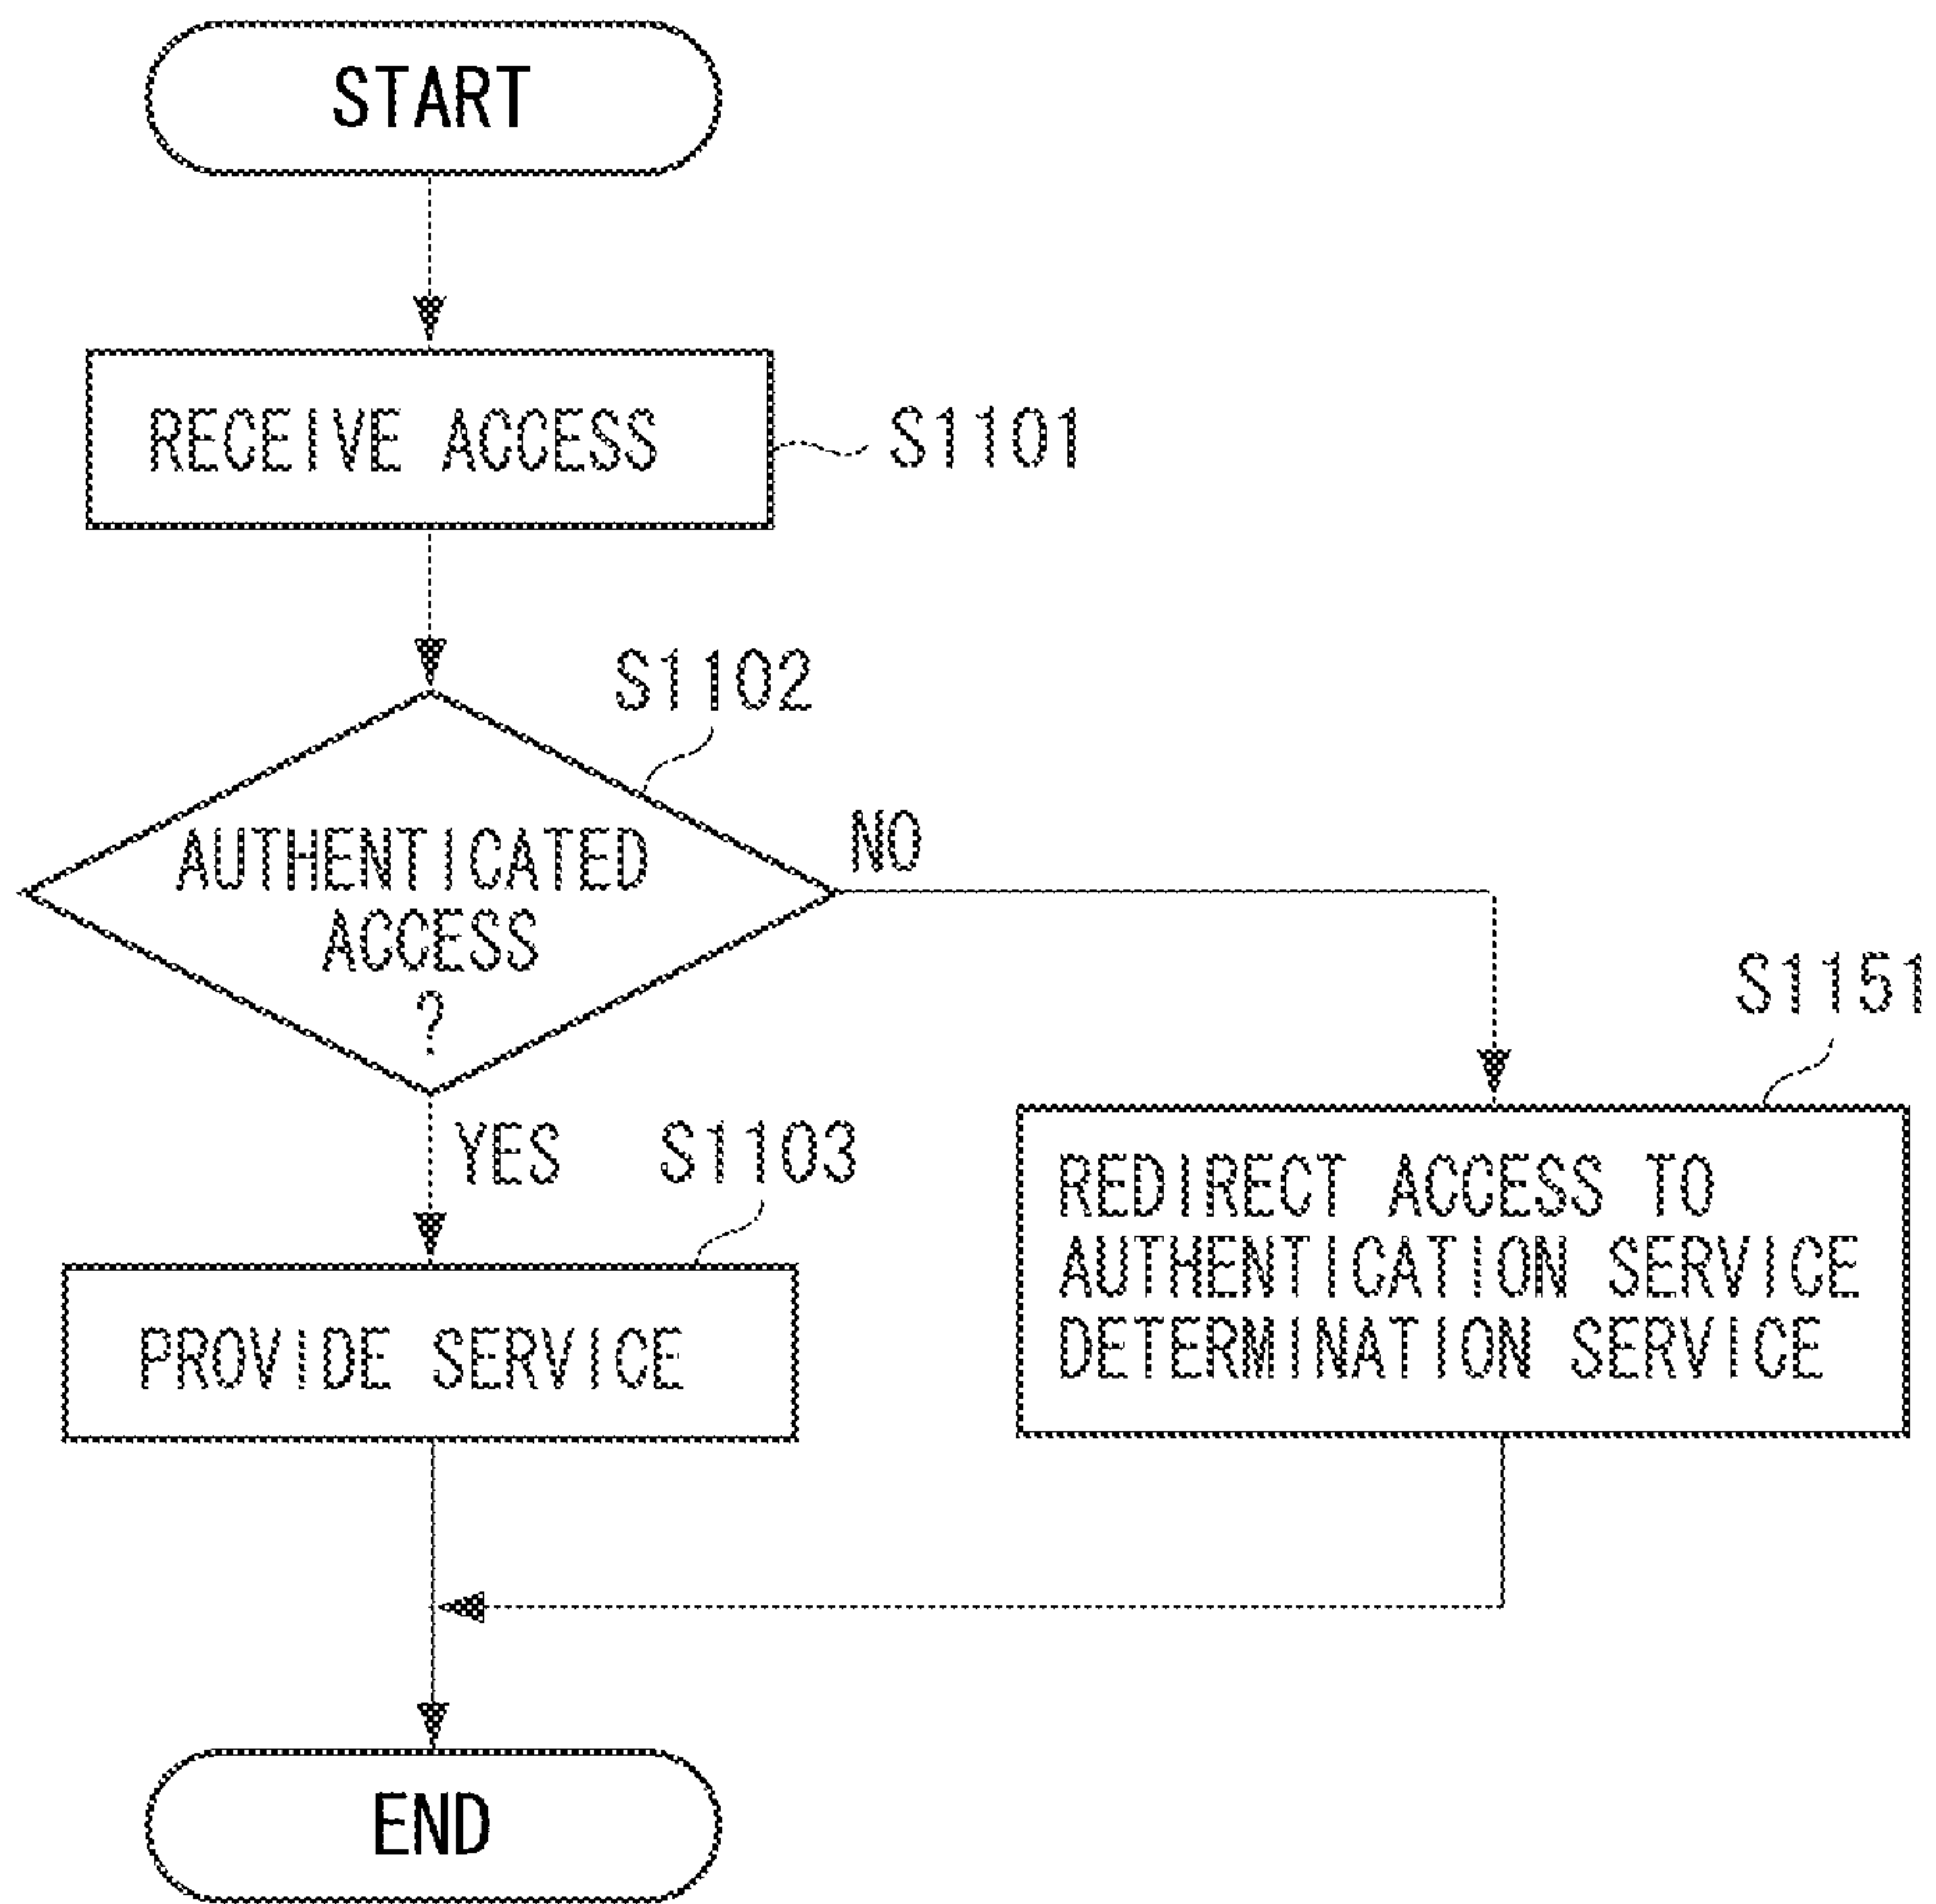 START
RECEIVE ACCESS
S1101
S1102
AUTHENTICATED
ACCESS
?
NO
YES
S1103
PROVIDE SERVICE
S1151
REDIRECT ACCESS TO
AUTHENTICATION SERVICE
DETERMINATION SERVICE
END